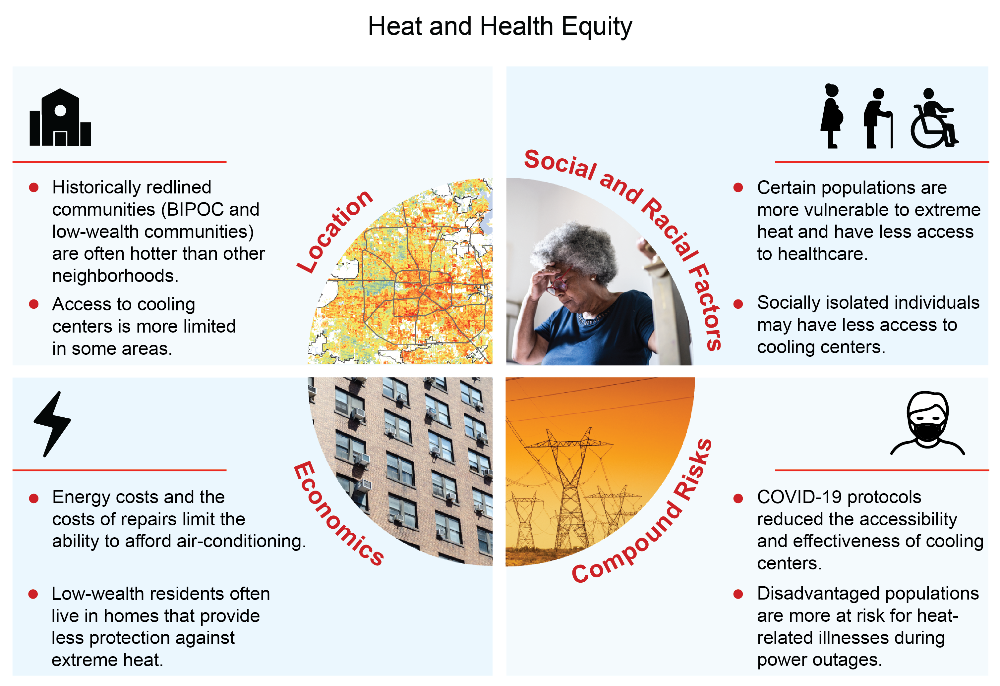 Heat and Health Equity
Location
Historically redlined
communities (BIPOC and
low-wealth communities)
are often hotter than other
neighborhoods.
Access to cooling
centers is more limited
in some areas.
Social and Racial Factors
Certain populations are
more vulnerable to extreme
heat and have less access
to healthcare.
Socially isolated individuals
may have less access to
cooling centers.
Economics
Energy costs and the
costs of repairs limit the
ability to afford air-conditioning.
Low-wealth residents often
live in homes that provide
less protection against
extreme heat.
Compound Risks
COVID-19 protocols
reduced the accessibility
and effectiveness of cooling
centers.
Disadvantaged populations
are more at risk for heat-
related illnesses during
power outages.